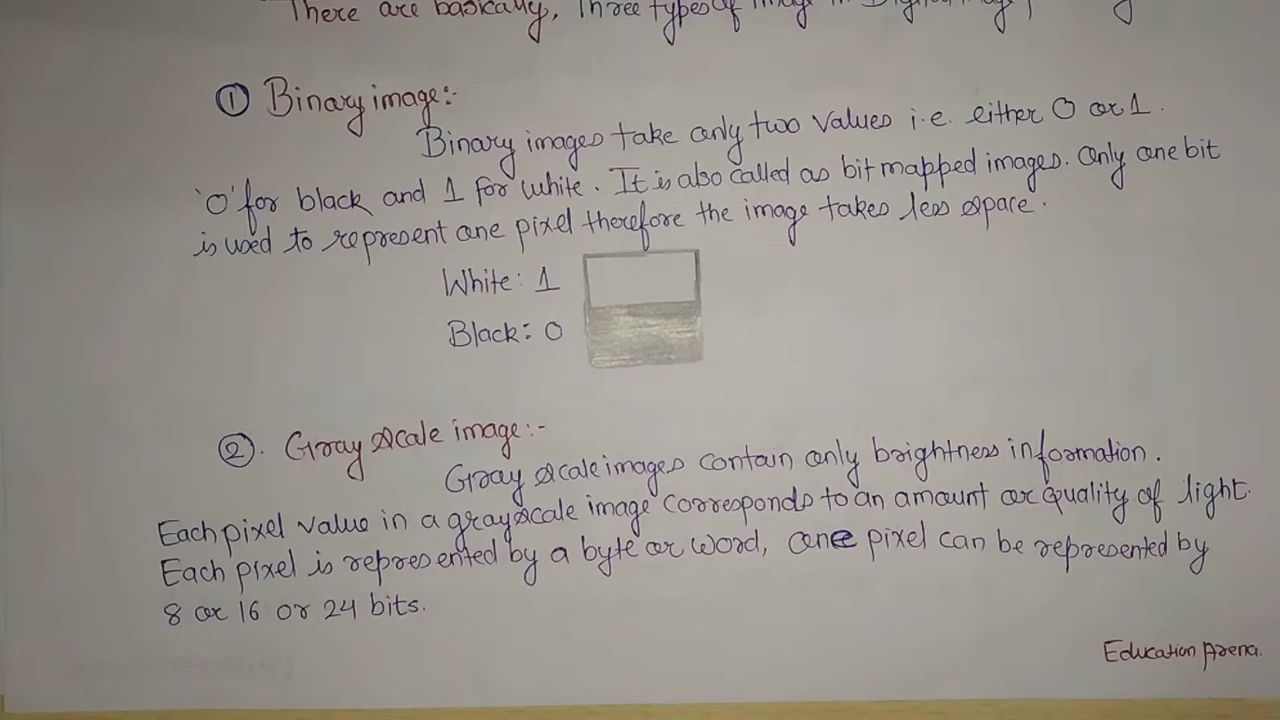 There are basically, Three types of image in Digital image
① Binary image:-
Binary images take only two values i.e. either 0 or 1.
'0' for black and 1 for white. It is also called as bit mapped images. Only one bit
is used to represent one pixel therefore the image takes less space.
White: 1
Black: 0
②. Gray scale image:-
Gray scale images contain only brightness information.
Each pixel value in a grayscale image corresponds to an amount or quality of light.
Each pixel is represented by a byte or word, one pixel can be represented by
8 or 16 or 24 bits.
Education Arena.